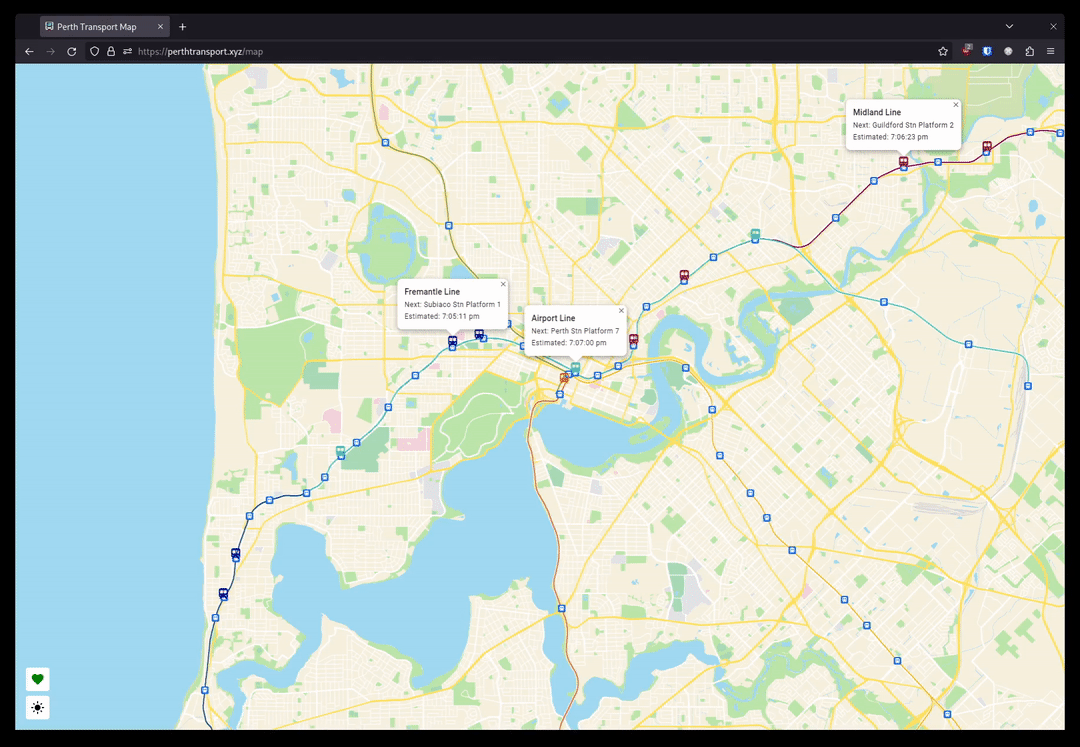 Perth Transport Map
https://perthtransport.xyz/map
2
Midland Line
Next: Guildford Stn Platform 2
Estimated: 7:06:23 pm
Fremantle Line
Next: Subiaco Stn Platform 1
Estimated: 7:05:11 pm
Airport Line
Next: Perth Stn Platform 7
Estimated: 7:07:00 pm